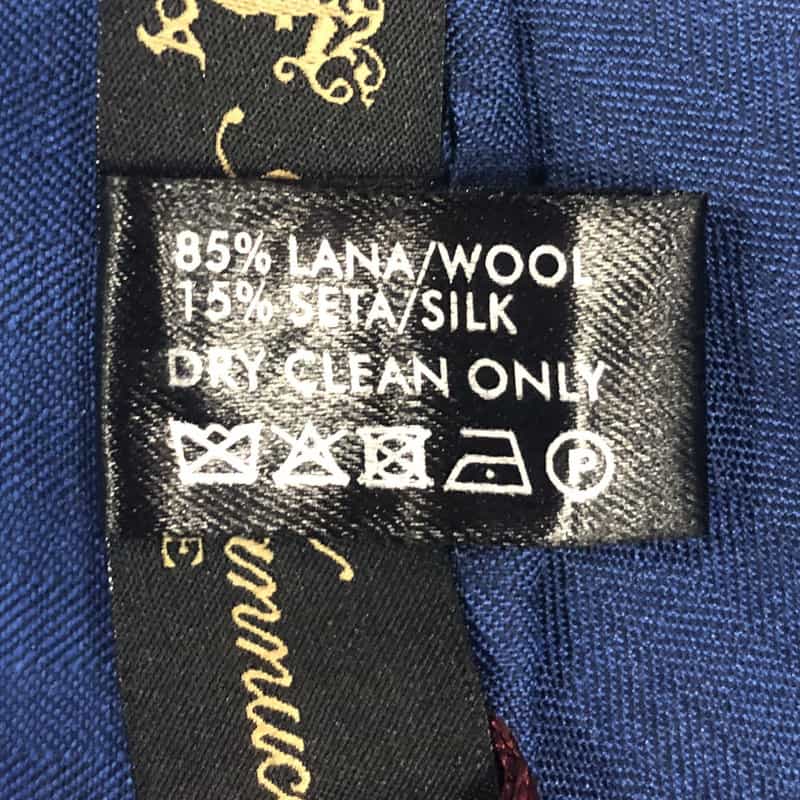 85% LANA/WOOL
15% SETA/SILK
DRY CLEAN ONLY
P